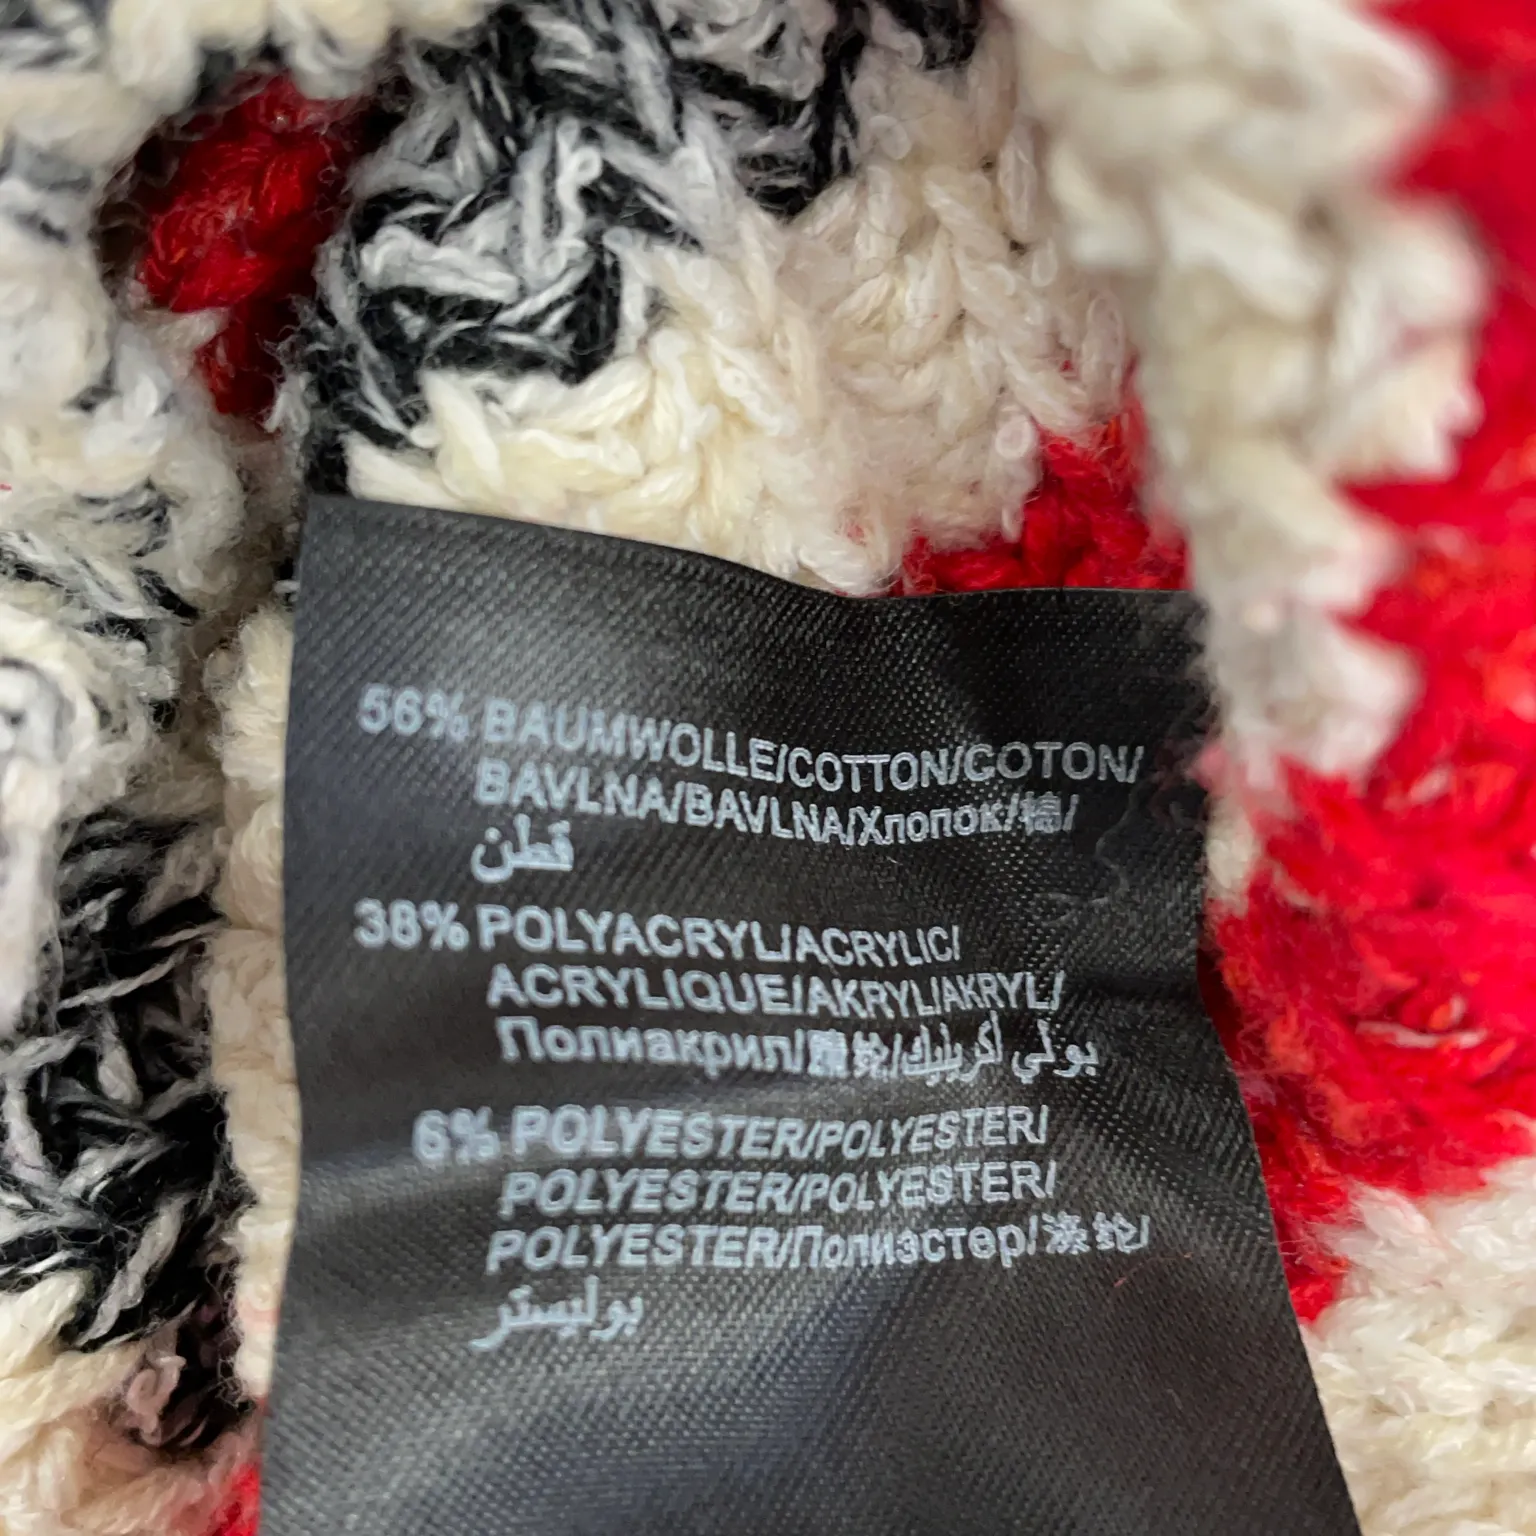 56% BAUMWOLLE/COTTON/COTON/
BAVLNA/BAVLNA/Хлопок/棉/
قطن
38% POLYACRYL/ACRYLIC/
ACRYLIQUE/AKRYL/AKRYL/
Полиакрил/腈纶/بولي أكريليك
6% POLYESTER/POLYESTER/
POLYESTER/POLYESTER/
POLYESTER/Полиэстер/涤纶/
بوليستر